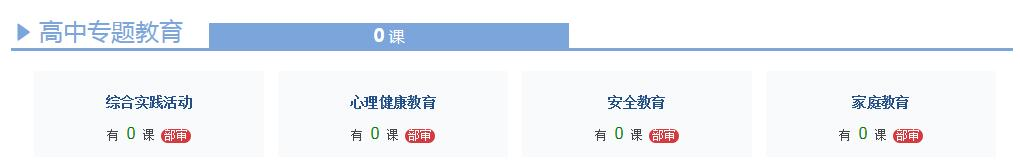 高中专题教育 0 课
综合实践活动 心理健康教育 安全教育 家庭教育
有 0 课 部审 有 0 课 部审 有 0 课 部审 有 0 课 部审